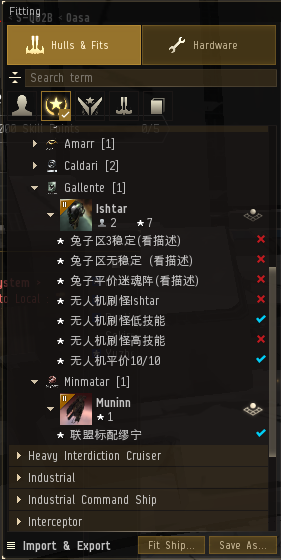 Fitting
Hulls & Fits
Hardware
Search term
Amarr [1]
Caldari [2]
Gallente [1]
Ishtar
2 ★7
★ 兔子区3稳定(看描述)
★ 兔子区无稳定 (看描述)
★ 兔子平价迷魂阵(看描述)
★ 无人机刷怪Ishtar
★ 无人机刷怪低技能
★ 无人机刷怪高技能
★ 无人机平价10/10
Minmatar [1]
Muninn
★1
★ 联盟标配缪宁
Heavy Interdiction Cruiser
Industrial
Industrial Command Ship
Interceptor
Import & Export
Fit Ship...
Save As...